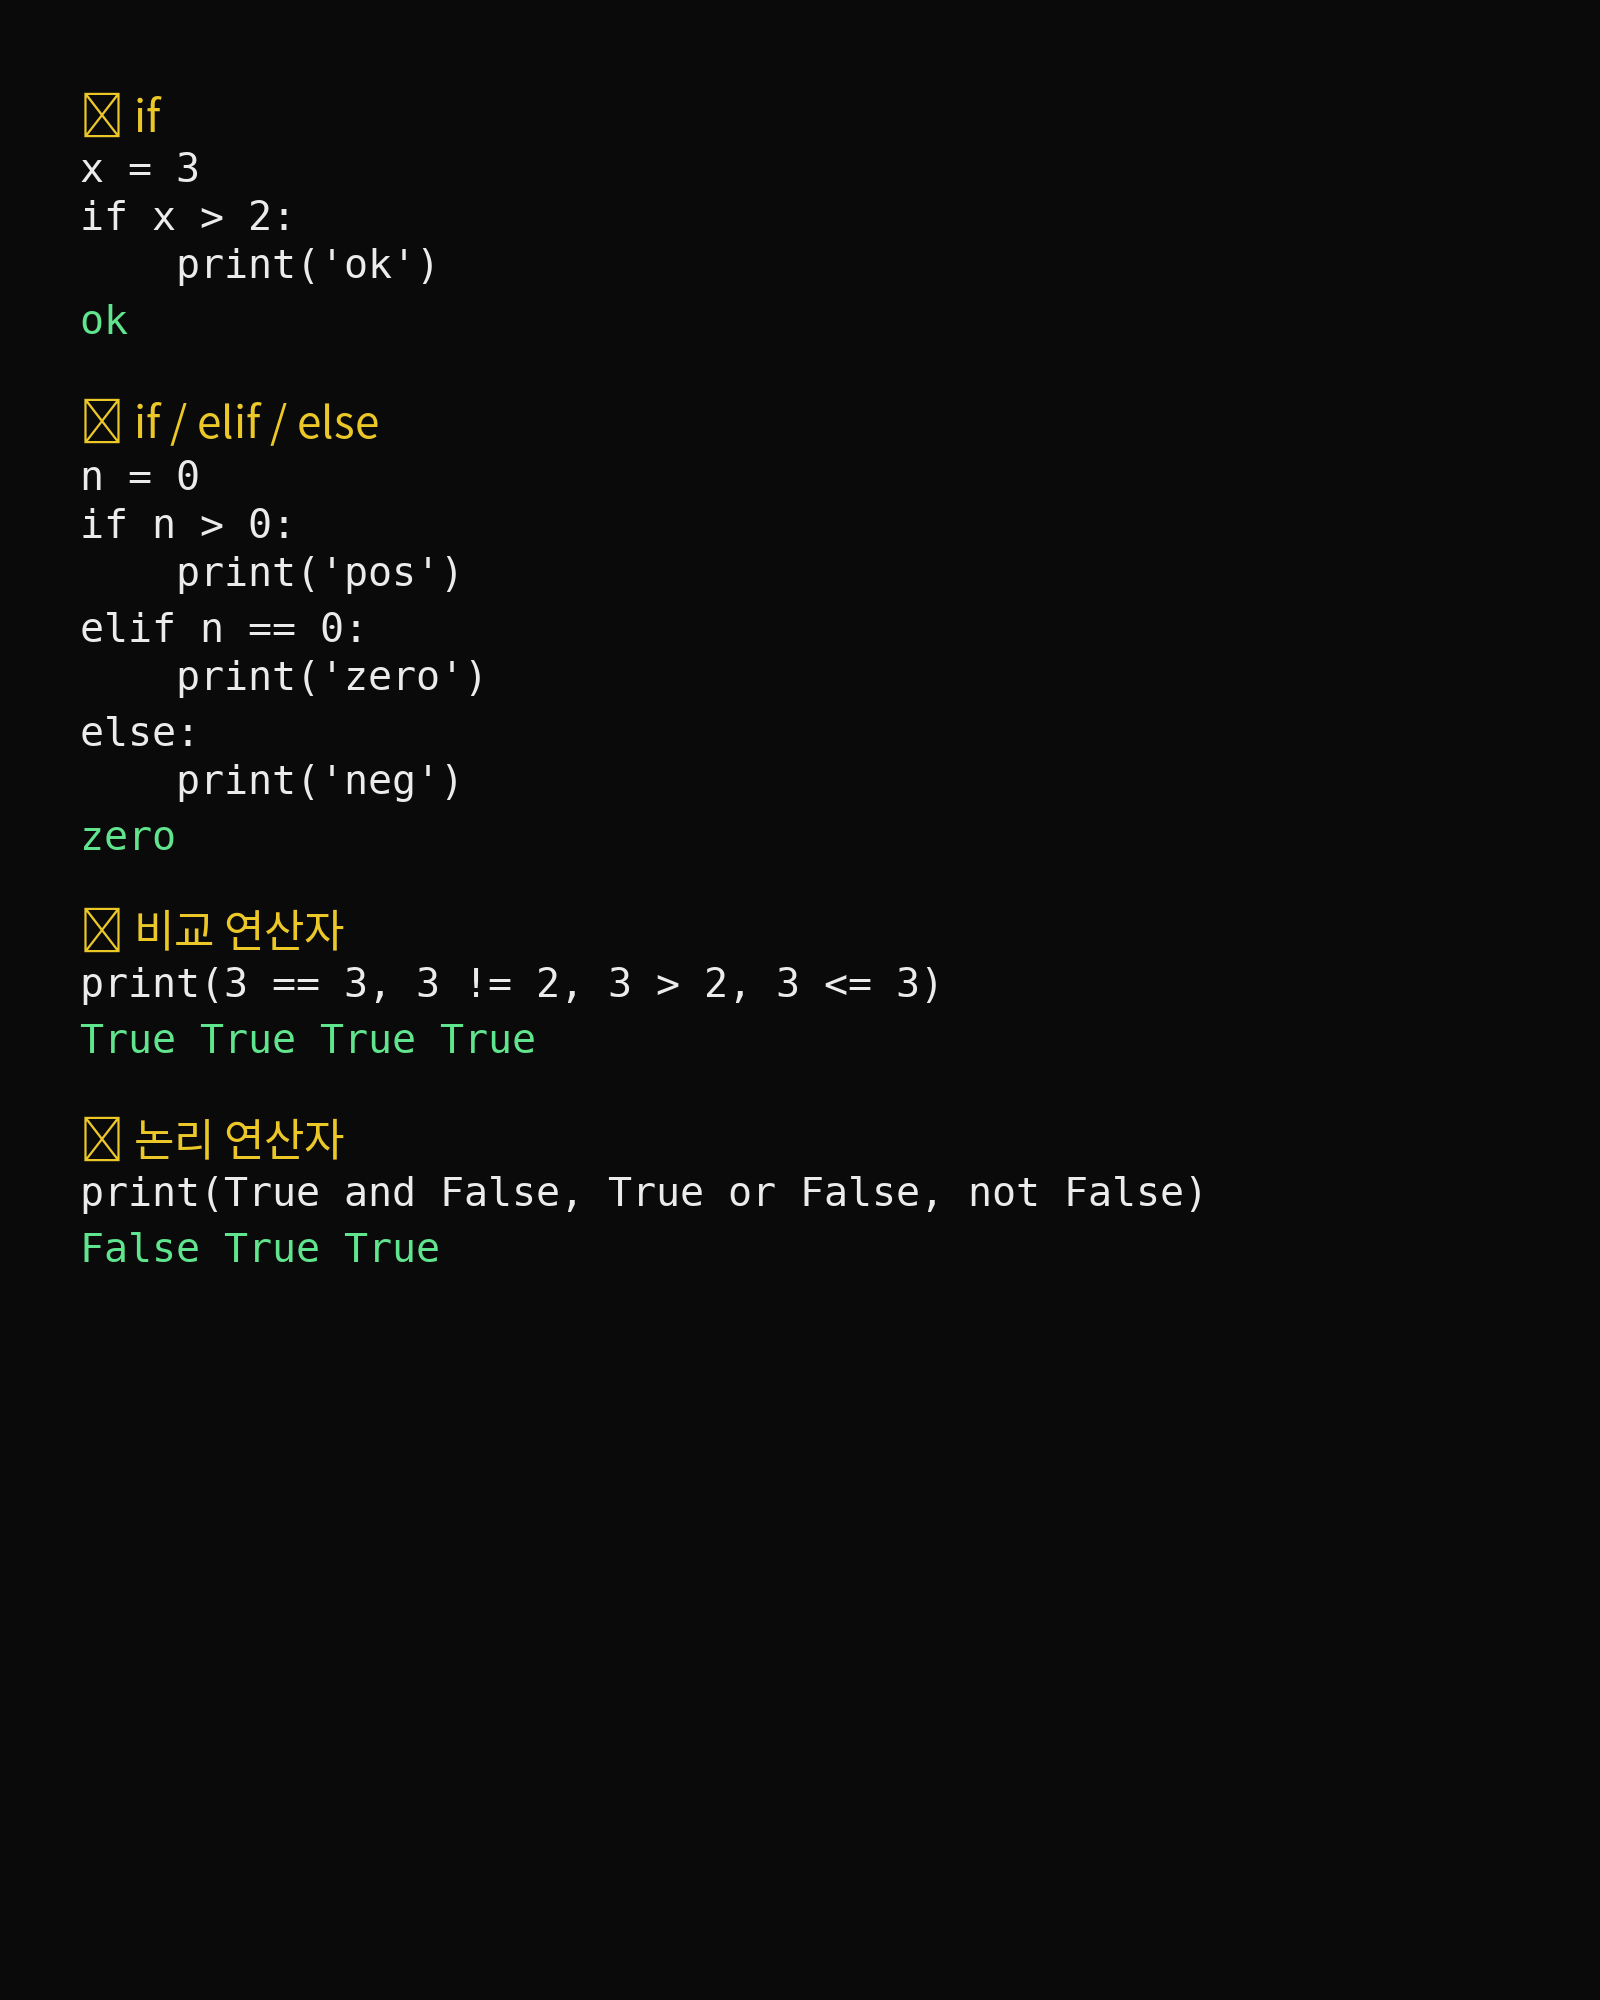 if
x = 3
if x > 2:
    print('ok')
ok
if / elif / else
n = 0
if n > 0:
    print('pos')
elif n == 0:
    print('zero')
else:
    print('neg')
zero
비교 연산자
print(3 == 3, 3 != 2, 3 > 2, 3 <= 3)
True True True True
논리 연산자
print(True and False, True or False, not False)
False True True